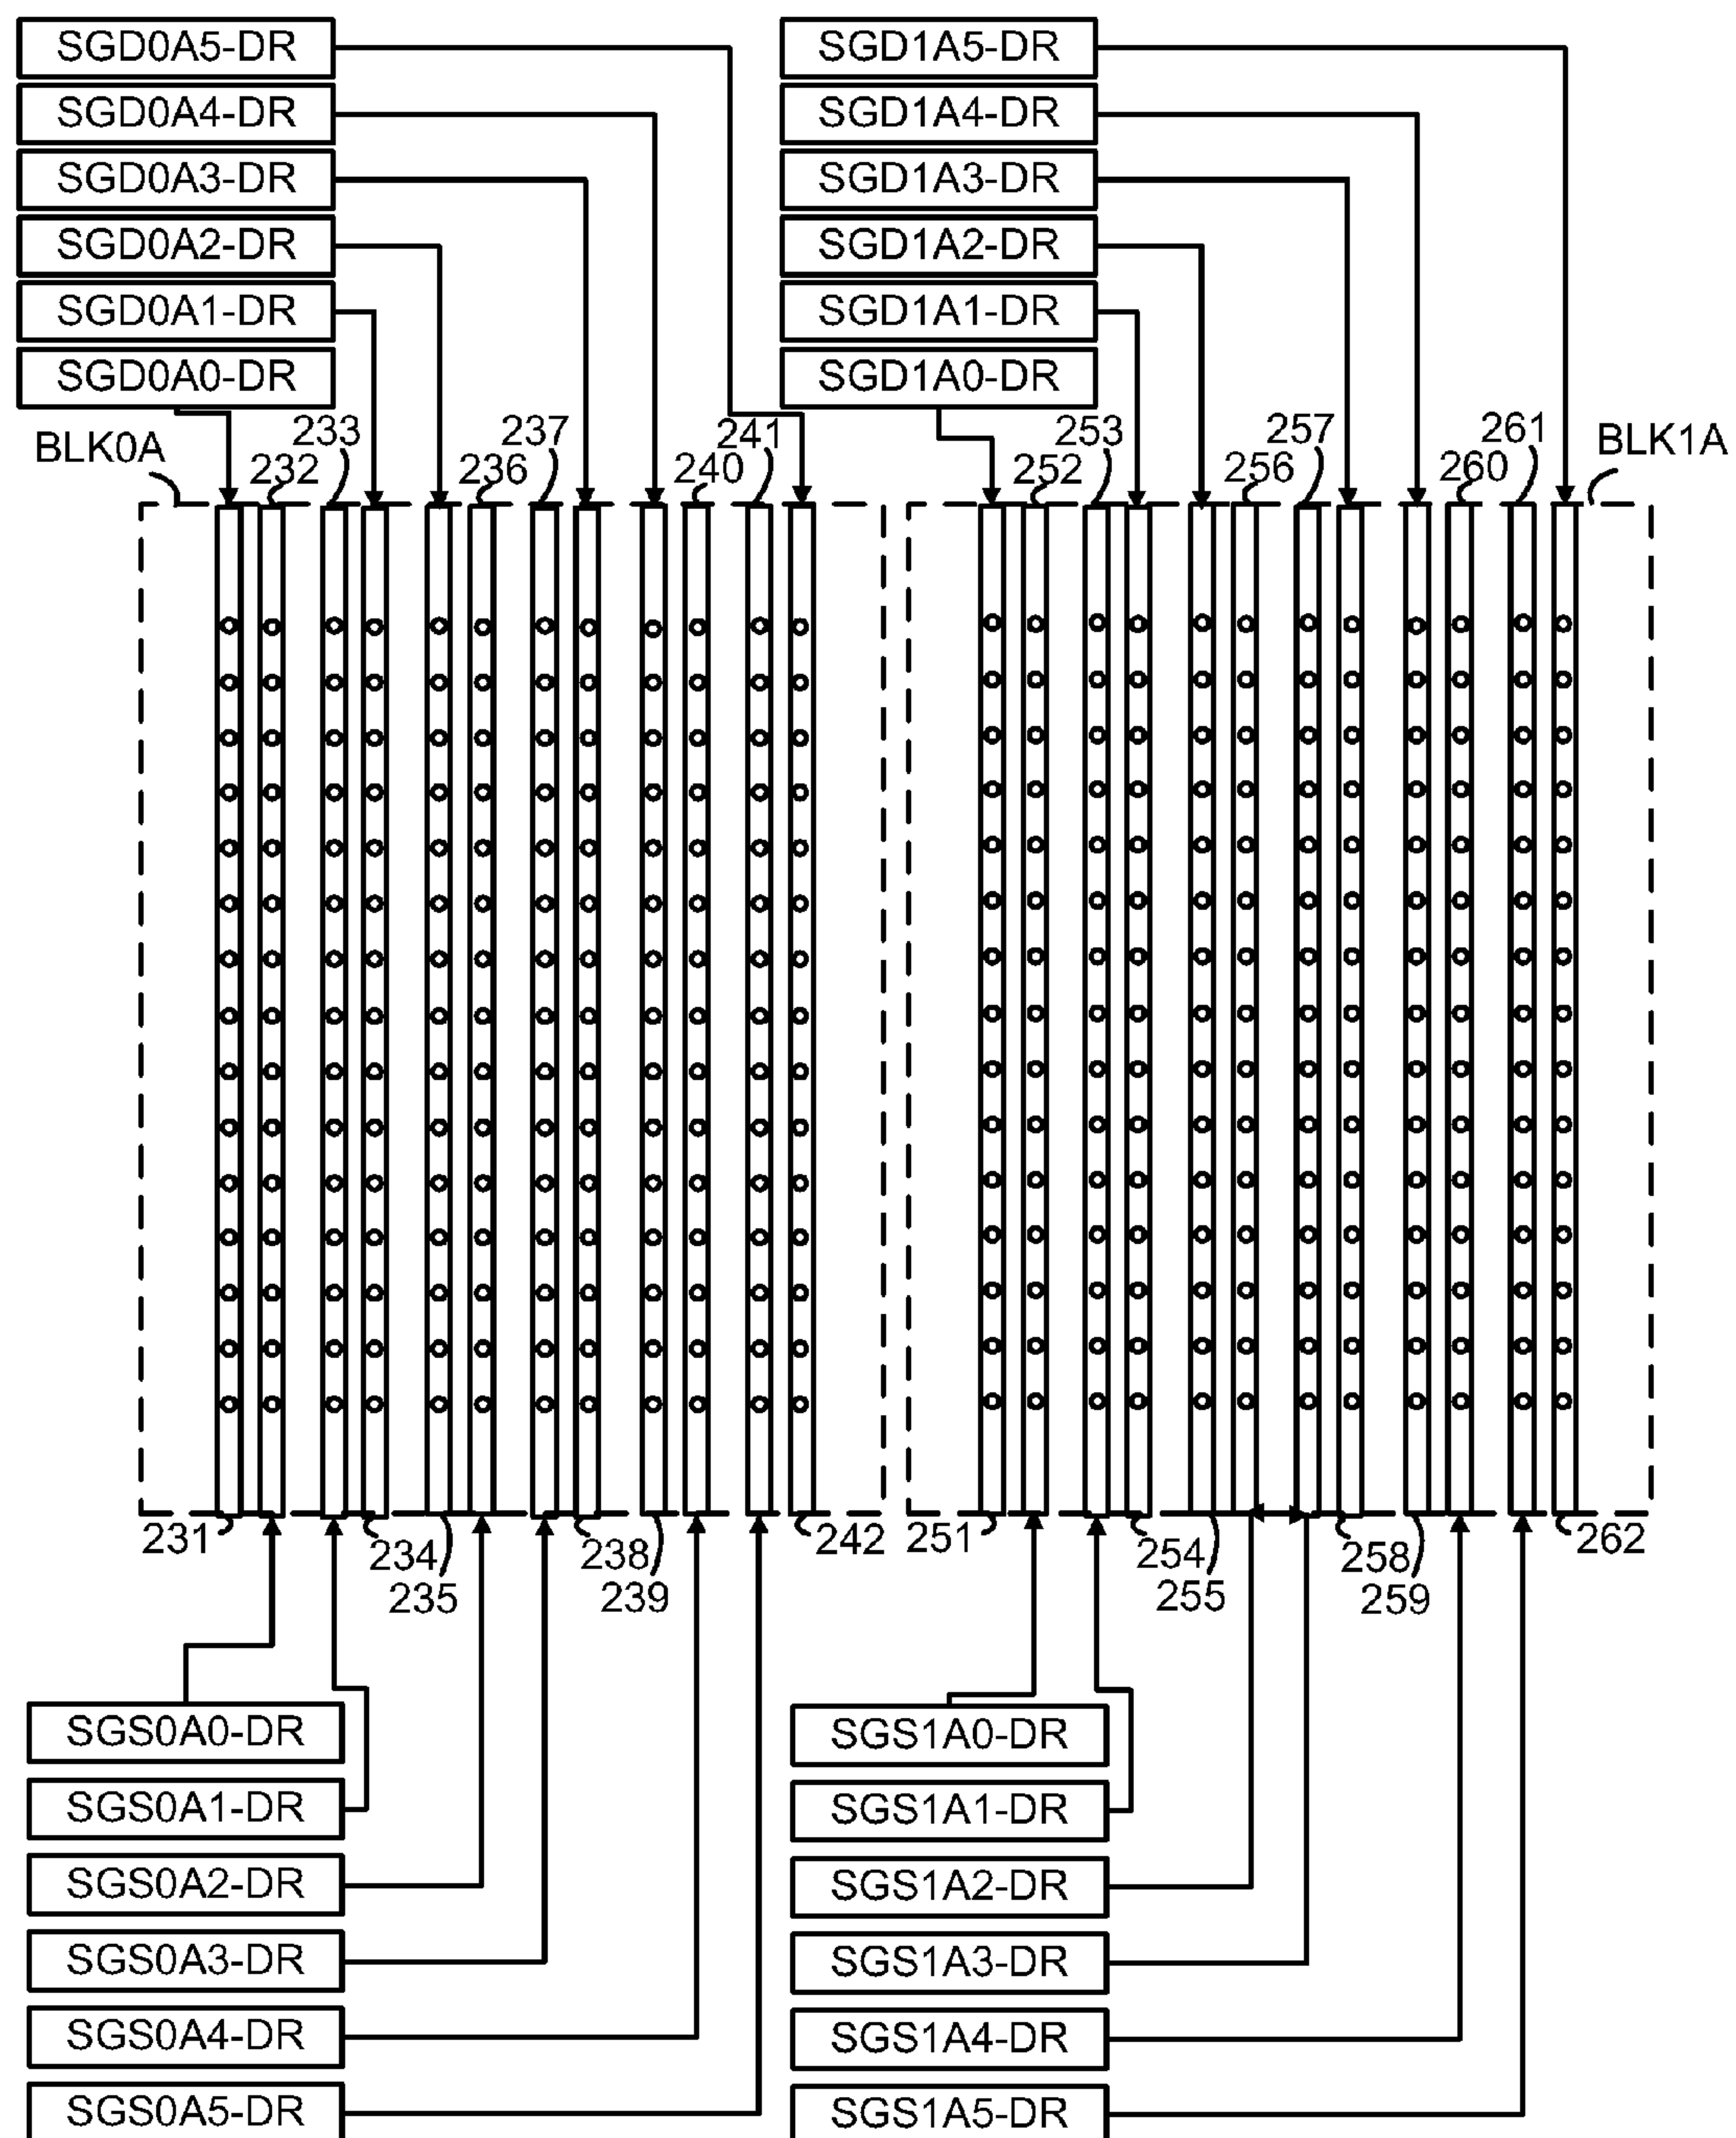 SGD0A5-DR SGD1A5-DR
SGD0A4-DR SGD1A4-DR
SGD0A3-DR SGD1A3-DR
SGD0A2-DR SGD1A2-DR
SGD0A1-DR SGD1A1-DR
SGD0A0-DR SGD1A0-DR
233 237 241 253 257 261
BLK0A 232 236 240 252 256 260 BLK1A
231 234 238 242 251 254 258 262
235 239 255 259
SGS0A0-DR SGS1A0-DR
SGS0A1-DR SGS1A1-DR
SGS0A2-DR SGS1A2-DR
SGS0A3-DR SGS1A3-DR
SGS0A4-DR SGS1A4-DR
SGS0A5-DR SGS1A5-DR